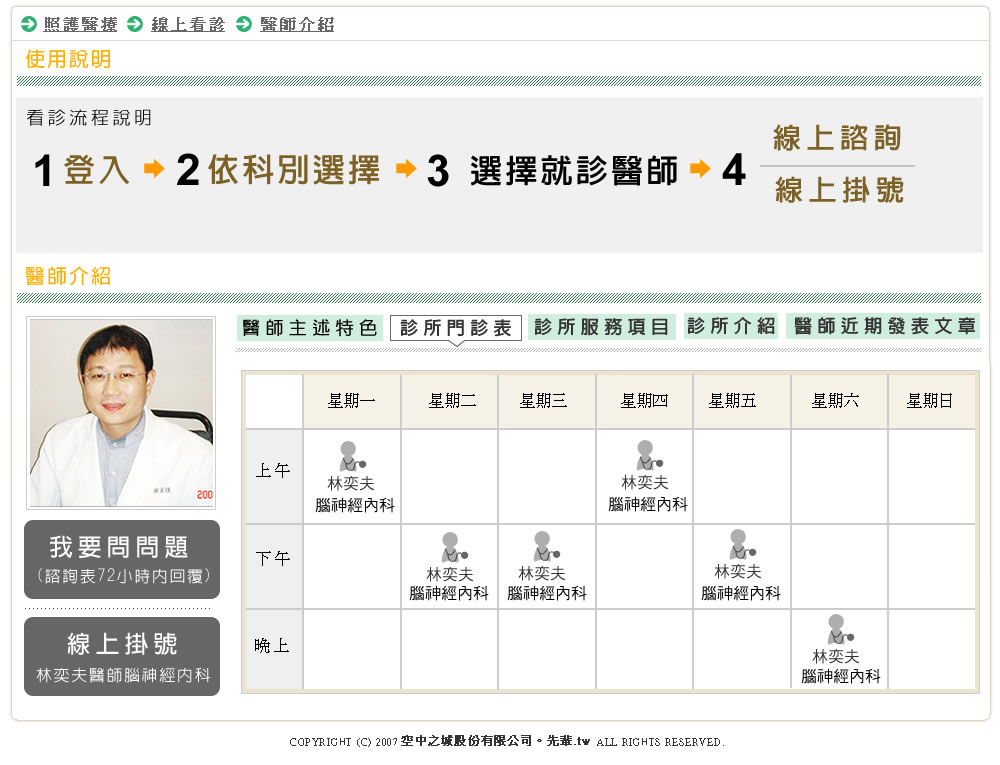 照護醫療 線上看診 醫師介紹
使用說明
看診流程說明
1 登入 2 依科別選擇 3 選擇就診醫師 4 線上諮詢
線上掛號
醫師介紹
醫師主述特色 診所門診表 診所服務項目 診所介紹 醫師近期發表文章
星期一 星期二 星期三 星期四 星期五 星期六 星期日
上午
林奕夫 林奕夫
腦神經內科 腦神經內科
下午
林奕夫 林奕夫 林奕夫
腦神經內科 腦神經內科 腦神經內科
晚上
林奕夫
腦神經內科
200
我要問問題
(諮詢表72小時內回覆)
線上掛號
林奕夫醫師腦神經內科
COPYRIGHT (C) 2007 空中之城股份有限公司。先輩.tw ALL RIGHTS RESERVED.